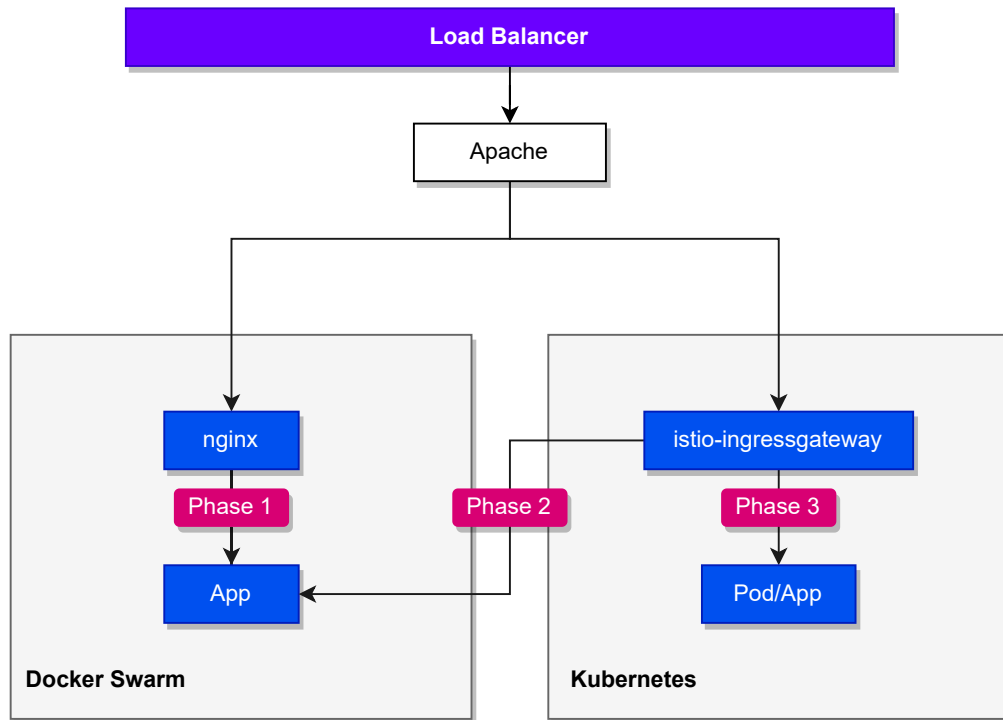 Load Balancer
Apache
nginx
istio-ingressgateway
Phase 1
Phase 2
Phase 3
App
Pod/App
Docker Swarm
Kubernetes